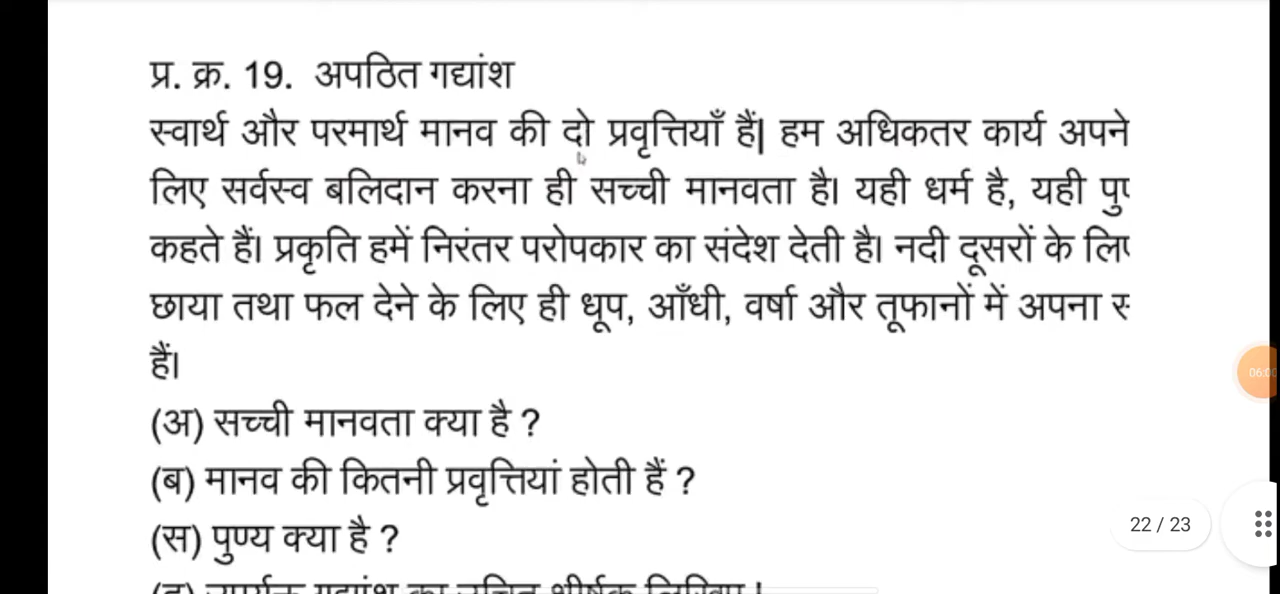 प्र. क्र. 19. अपठित गद्यांश
स्वार्थ और परमार्थ मानव की दो प्रवृत्तियाँ हैं| हम अधिकतर कार्य अपने
लिए सर्वस्व बलिदान करना ही सच्ची मानवता है। यही धर्म है, यही
कहते हैं। प्रकृति हमें निरंतर परोपकार का संदेश देती है। नदी दूसरों के
छाया तथा फल देने के लिए ही धूप, आँधी, वर्षा और तूफानों में अपना
हैं।
06:00
(अ) सच्ची मानवता क्या है ?
(ब) मानव की कितनी प्रवृत्तियां होती हैं ?
22 / 23
(स) पुण्य क्या है ?